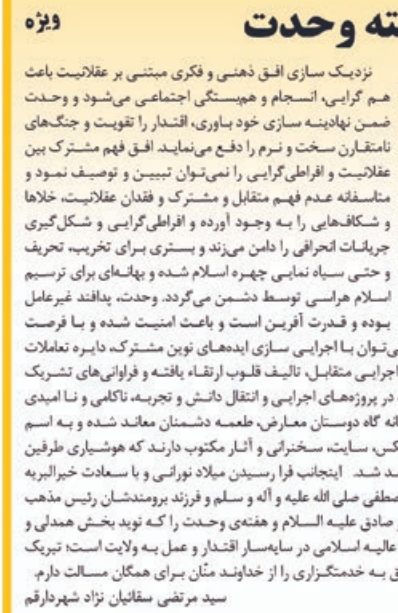 ته وحدت
ویژه
نزدیک سازی افق ذهنی و فکری مبتنی بر عقلانیت باعث
هم گرایی، انسجام و همبستگی اجتماعی می‌شود و وحدت
ضمن نهادینه سازی خود باوری، اقتدار را تقویت و جنگ‌های
نامتقارن سخت و نرم را دفع می‌نماید. افق فهم مشترک بین
عقلانیت و افراطی‌گرایی را نمی‌توان تبیین و توصیف نمود و
متاسفانه عدم فهم متقابل و مشترک و فقدان عقلانیت، خلاها
و شکاف‌هایی را به وجود آورده و افراطی‌گرایی و شکل‌گیری
جریانات انحرافی را دامن می‌زند و بستری برای تخریب، تحریف
و حتی سیاه نمایی چهره اسلام شده و بهانه‌ای برای ترسیم
اسلام هراسی توسط دشمن می‌گردد. وحدت، پدافند غیرعامل
بوده و قدرت آفرین است و باعث امنیت شده و با فرصت
ی‌توان با اجرایی سازی ایده‌های نوین مشترک، دایره تعاملات
اجرایی متقابل، تالیف قلوب ارتقاء یافته و فراوانی‌های تشریک
در پروژه‌های اجرایی و انتقال دانش و تجربه، ناکامی و نا امیدی
انه گاه دوستان معارض، طعمه دشمنان معاند شده و به اسم
کس، سایت، سخنرانی و آثار مکتوب دارند که هوشیاری طرفین
د شد. اینجانب فرا رسیدن میلاد نورانی و با سعادت خیرالبریه
صطفی صلی الله علیه و آله و سلم و فرزند برومندشان رئیس مذهب
صادق علیه السلام و هفته‌ی وحدت را که نوید بخش همدلی و
عالیه اسلامی در سایه‌سار اقتدار و عمل به ولایت است؛ تبریک
ق به خدمتگزاری را از خداوند منّان برای همگان مسالت دارم.
سید مرتضی سقائیان نژاد شهردارقم